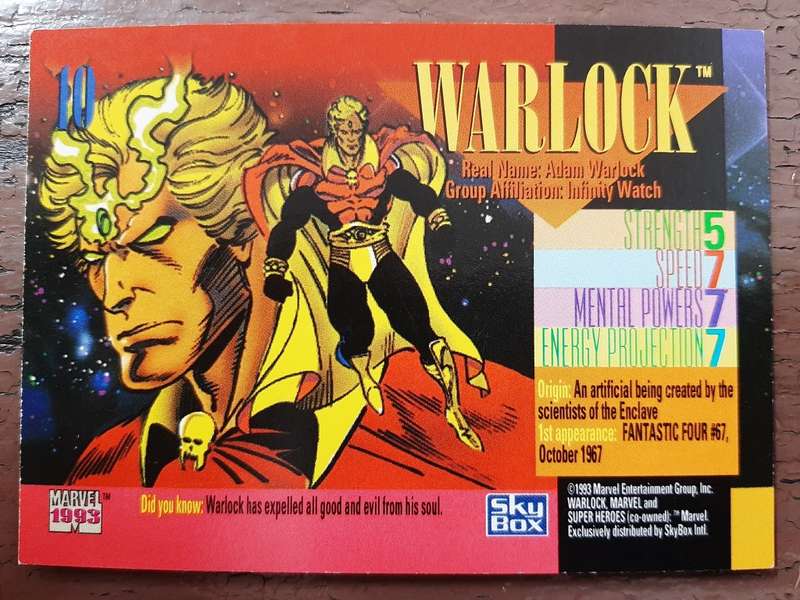 10
WARLOCK™
Real Name: Adam Warlock
Group Affiliation: Infinity Watch
STRENGTH 5
SPEED 7
MENTAL POWERS 7
ENERGY PROJECTION 7
Origin: An artificial being created by the
scientists of the Enclave
1st appearance: FANTASTIC FOUR #67,
October 1967
MARVEL™
1993
Did you know: Warlock has expelled all good and evil from his soul.
Sky
Box
©1993 Marvel Entertainment Group, Inc.
WARLOCK, MARVEL and
SUPER HEROES (co-owned): ™ Marvel.
Exclusively distributed by SkyBox Intl.